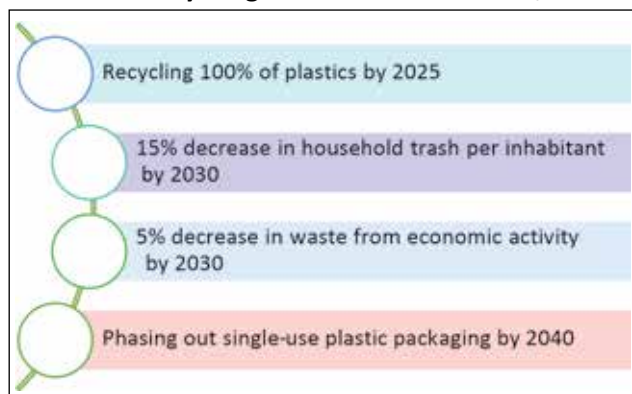 Recycling 100% of plastics by 2025
15% decrease in household trash per inhabitant
by 2030
5% decrease in waste from economic activity
by 2030
Phasing out single-use plastic packaging by 2040